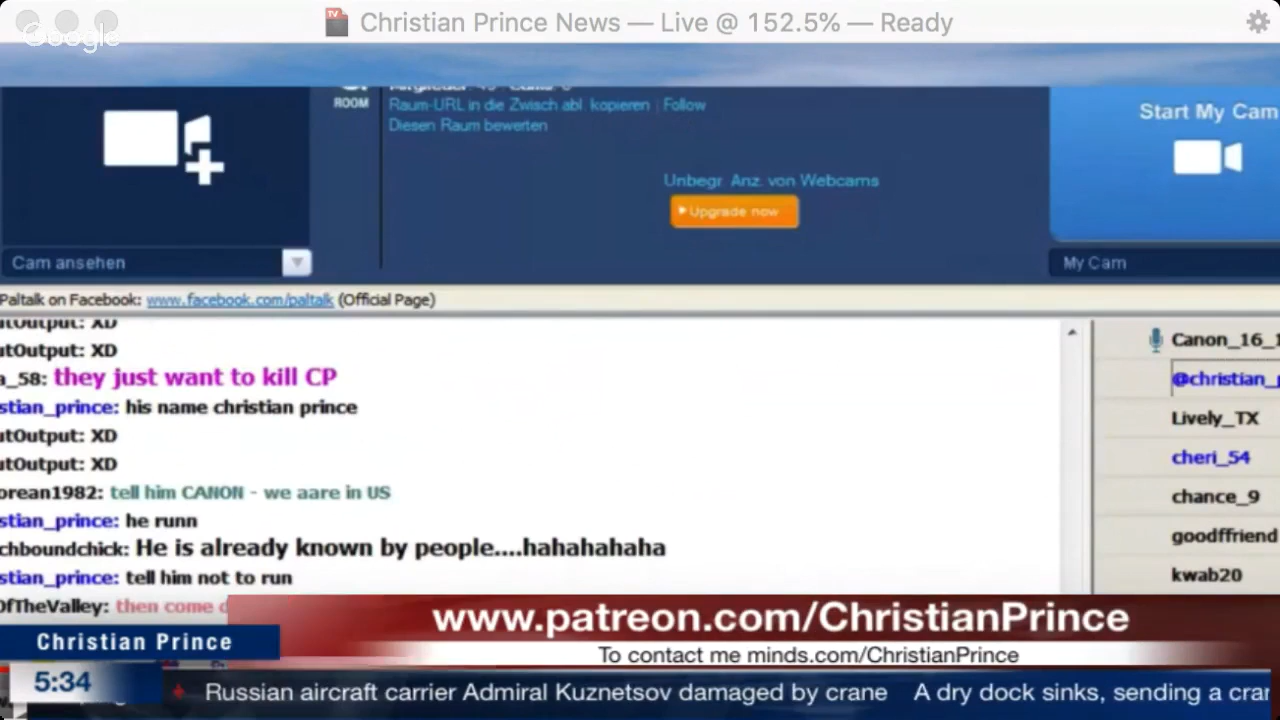 Christian Prince News — Live @ 152.5% — Ready
Google
ROOM
Raum-URL in die Zwisch abl kopieren | Follow
Diesen Raum bewerten
Start My Cam
Unbegr. Anz. von Webcams
Upgrade now
Cam ansehen
My Cam
Paltalk on Facebook: www.facebook.com/paltalk (Official Page)
utOutput: XD
utOutput: XD
a_58: they just want to kill CP
stian_prince: his name christian prince
utOutput: XD
utOutput: XD
orean1982: tell him CANON - we aare in US
stian_prince: he runn
chboundchick: He is already known by people....hahahahaha
stian_prince: tell him not to run
OfTheValley: then come
Canon_16_1
@christian_p
Lively_TX
cheri_54
chance_9
goodffriend
kwab20
www.patreon.com/ChristianPrince
Christian Prince
To contact me minds.com/ChristianPrince
5:34
Russian aircraft carrier Admiral Kuznetsov damaged by crane A dry dock sinks, sending a cra